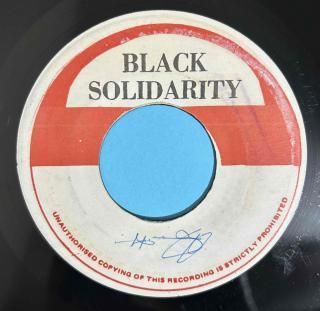 BLACK
SOLIDARITY
UNAUTHORISED COPYING OF THIS RECORDING IS STRICTLY PROHIBITED